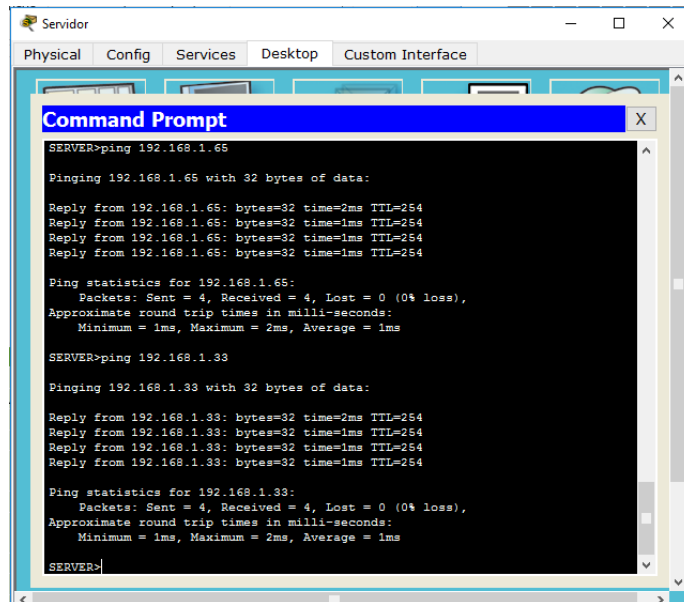 Servidor
Physical Config Services Desktop Custom Interface
Command Prompt X
SERVER>ping 192.168.1.65
Pinging 192.168.1.65 with 32 bytes of data:
Reply from 192.168.1.65: bytes=32 time=2ms TTL=254
Reply from 192.168.1.65: bytes=32 time=1ms TTL=254
Reply from 192.168.1.65: bytes=32 time=1ms TTL=254
Reply from 192.168.1.65: bytes=32 time=1ms TTL=254
Ping statistics for 192.168.1.65:
Packets: Sent = 4, Received = 4, Lost = 0 (0% loss),
Approximate round trip times in milli-seconds:
Minimum = 1ms, Maximum = 2ms, Average = 1ms
SERVER>ping 192.168.1.33
Pinging 192.168.1.33 with 32 bytes of data:
Reply from 192.168.1.33: bytes=32 time=2ms TTL=254
Reply from 192.168.1.33: bytes=32 time=1ms TTL=254
Reply from 192.168.1.33: bytes=32 time=1ms TTL=254
Reply from 192.168.1.33: bytes=32 time=1ms TTL=254
Ping statistics for 192.168.1.33:
Packets: Sent = 4, Received = 4, Lost = 0 (0% loss),
Approximate round trip times in milli-seconds:
Minimum = 1ms, Maximum = 2ms, Average = 1ms
SERVER>